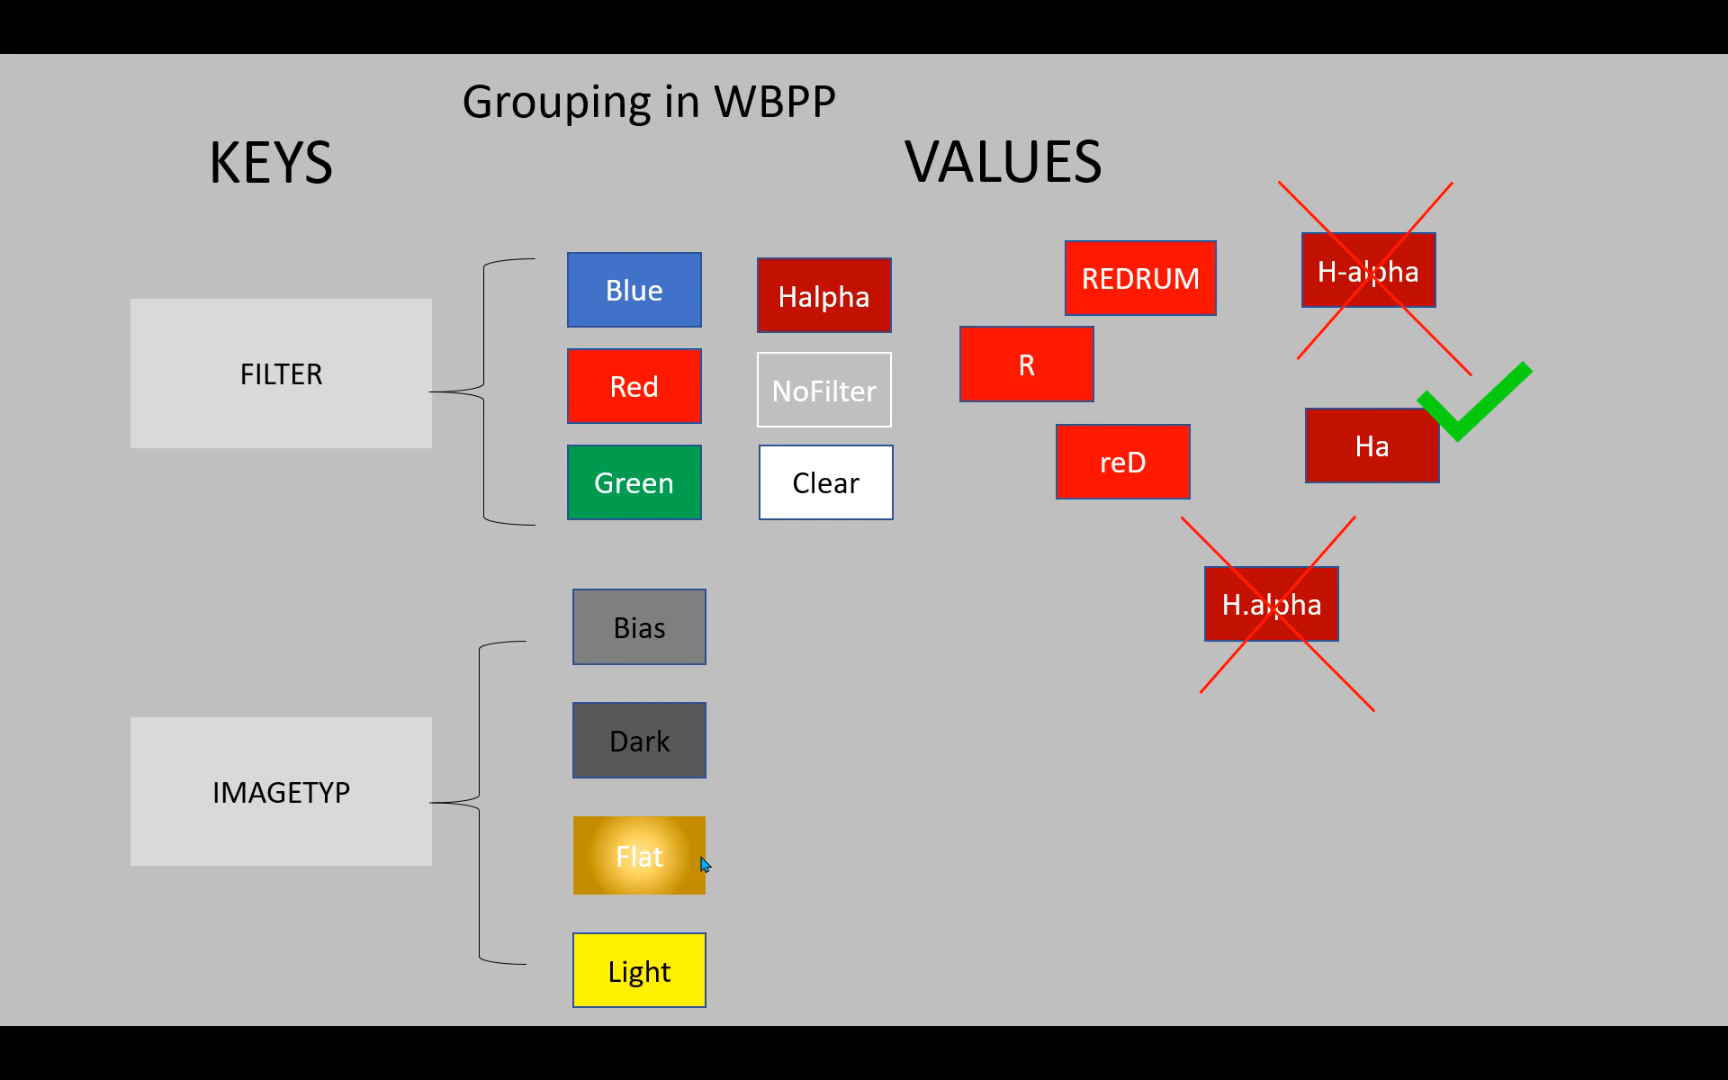 Grouping in WBPP
KEYS
VALUES
FILTER
Blue
Red
Green
Halpha
NoFilter
Clear
REDRUM
R
reD
H-alpha
Ha
H.alpha
IMAGETYP
Bias
Dark
Flat
Light